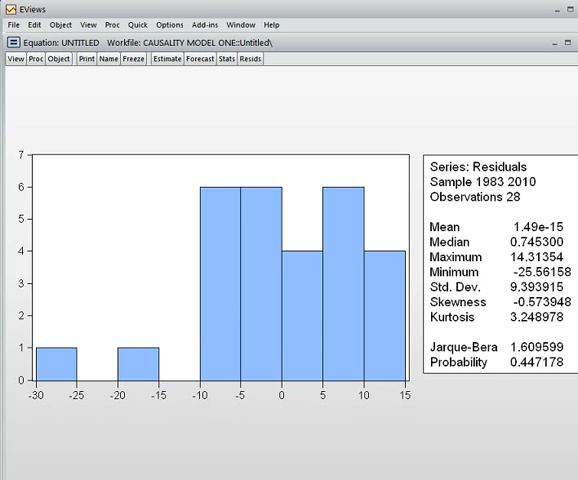 EViews
File Edit Object View Proc Quick Options Add-ins Window Help
Equation: UNTITLED Workfile: CAUSALITY MODEL ONE::Untitled\
View Proc Object Print Name Freeze Estimate Forecast Stats Resids
7
6
5
4
3
2
1
0
-30 -25 -20 -15 -10 -5 0 5 10 15
Series: Residuals
Sample 1983 2010
Observations 28
Mean 1.49e-15
Median 0.745300
Maximum 14.31354
Minimum -25.56158
Std. Dev. 9.393915
Skewness -0.573948
Kurtosis 3.248978
Jarque-Bera 1.609599
Probability 0.447178